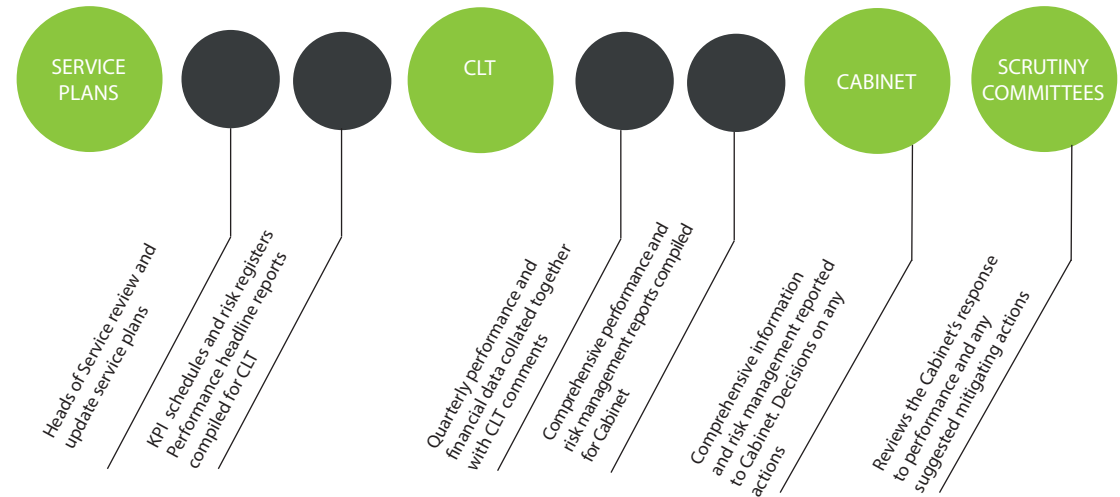 SERVICE
PLANS
CLT
CABINET
SCRUTINY
COMMITTEES
Heads of Service review and
update service plans
KPI schedules and risk registers
Performance headline reports
compiled for CLT
Quarterly performance and
financial data collated together
with CLT comments
Comprehensive performance and
risk management reports compiled
for Cabinet
Comprehensive information
and risk management reported
to Cabinet. Decisions on any
actions
Reviews the Cabinet's response
to performance and any
suggested mitigating actions